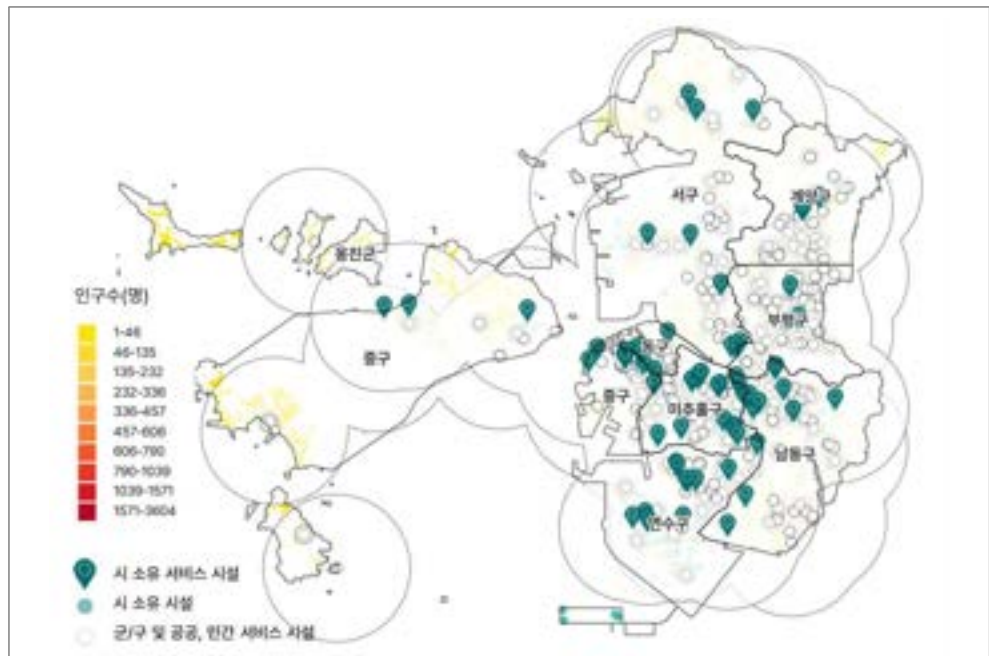 서구
계양구
옹진군
인구수(명)
1-46
46-135
135-232
232-336
336-457
457-606
606-790
790-1039
1039-1571
1571-3604
중구
부평구
중구
미추홀구
남동구
연수구
시 소유 서비스 시설
시 소유 시설
군/구 및 공공, 민간 서비스 시설